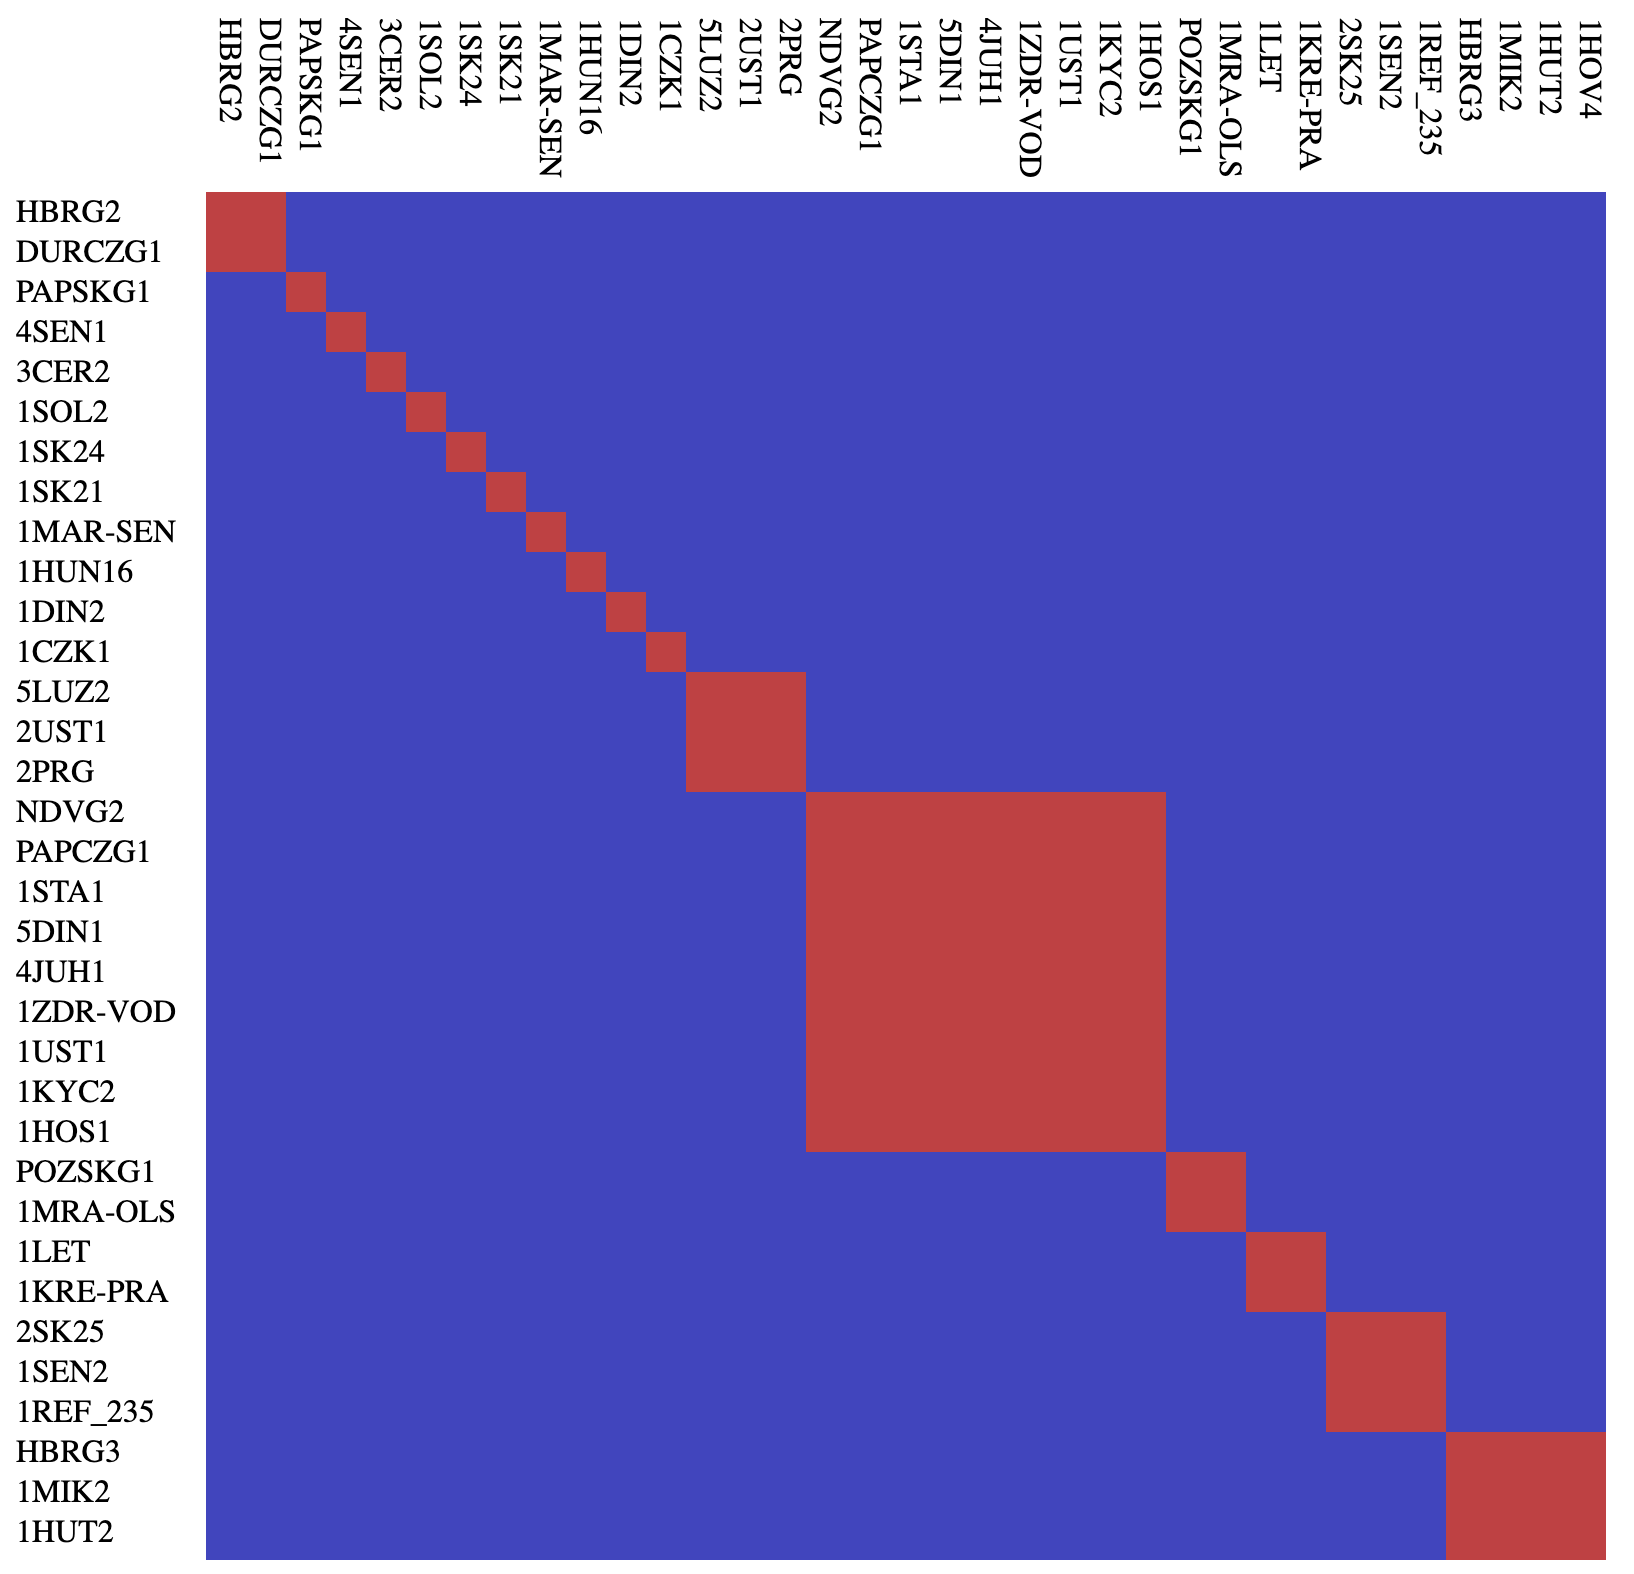 HBRG2
DURCZG1
PAPSKG1
4SEN1
3CER2
1SOL2
1SK24
1SK21
1MAR-SEN
1HUN16
1DIN2
1CZK1
5LUZ2
2UST1
2PRG
NDVG2
PAPCZG1
1STA1
5DIN1
4JUH1
1ZDR-VOD
1UST1
1KYC2
1HOS1
POZSKG1
1MRA-OLS
1LET
1KRE-PRA
2SK25
1SEN2
1REF_235
HBRG3
1MIK2
1HUT2
1HOV4
HBRG2
DURCZG1
PAPSKG1
4SEN1
3CER2
1SOL2
1SK24
1SK21
1MAR-SEN
1HUN16
1DIN2
1CZK1
5LUZ2
2UST1
2PRG
NDVG2
PAPCZG1
1STA1
5DIN1
4JUH1
1ZDR-VOD
1UST1
1KYC2
1HOS1
POZSKG1
1MRA-OLS
1LET
1KRE-PRA
2SK25
1SEN2
1REF_235
HBRG3
1MIK2
1HUT2